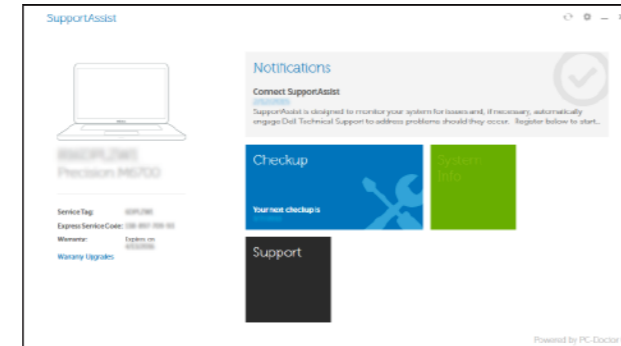 SupportAssist
Notifications
Connect SupportAssist
SupportAssist is designed to monitor your system for issues and, if necessary, automatically
engage Dell Technical Support to address problems should they occur. Register below to start...
Precision M6700
Checkup
System
Info
Your next checkup is
Service Tag:
Express Service Code:
Warranty: Expires on
Warranty Upgrades
Support
Powered by PC-Doctor